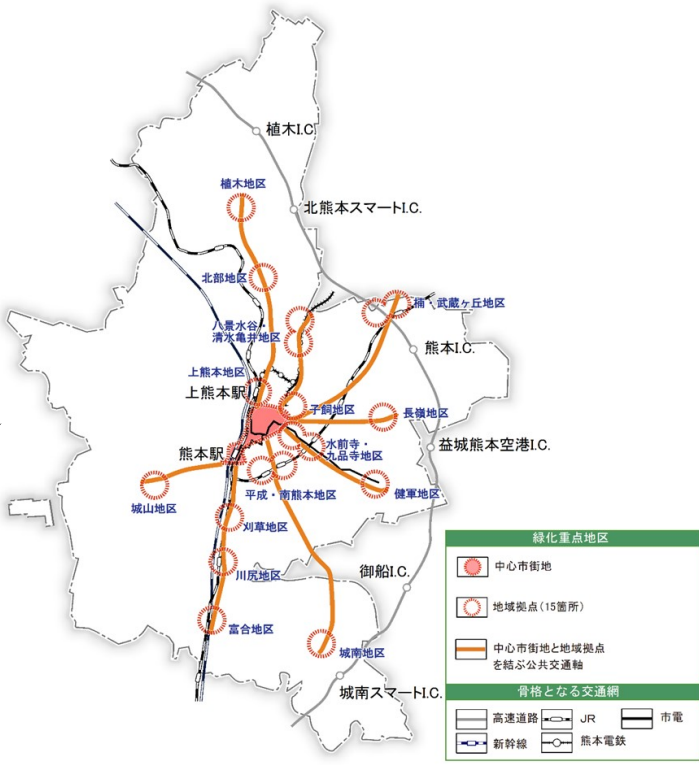 植木I.C.
植木地区
北熊本スマートI.C.
北部地区
八景水谷・
清水亀井地区
楠・武蔵ヶ丘地区
熊本I.C.
上熊本地区
上熊本駅
子飼地区
長嶺地区
水前寺・
九品寺地区
益城熊本空港I.C.
熊本駅
平成・南熊本地区
健軍地区
城山地区
刈草地区
川尻地区
御船I.C.
富合地区
城南地区
城南スマートI.C.
緑化重点地区
中心市街地
地域拠点(15箇所)
中心市街地と地域拠点
を結ぶ公共交通軸
骨格となる交通網
高速道路
JR
市電
新幹線
熊本電鉄